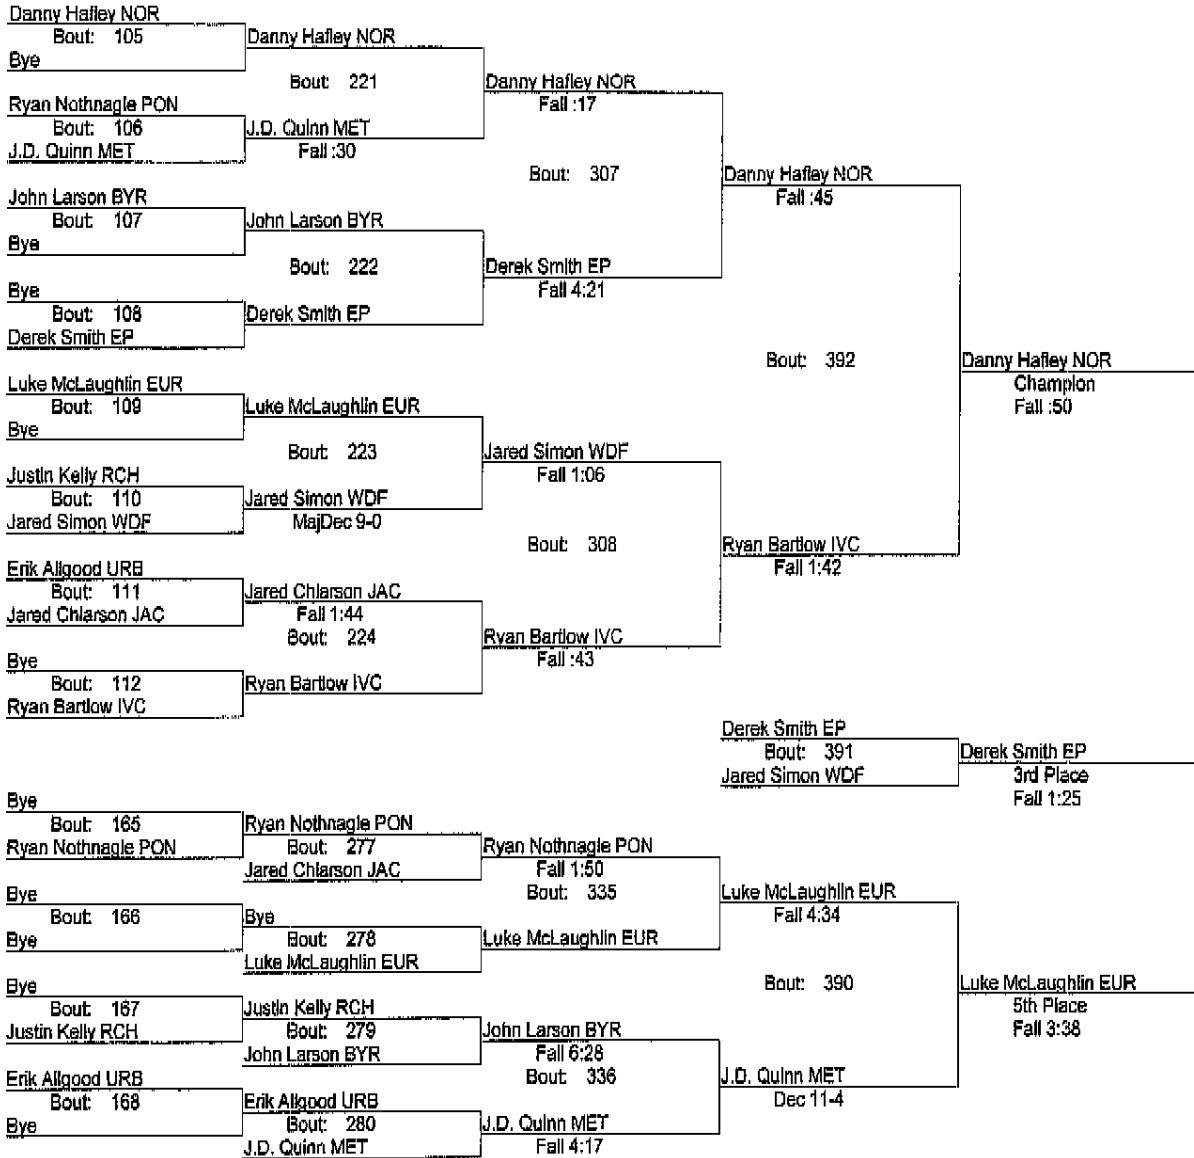 Danny Hafley NOR
Bout: 105
Danny Hafley NOR
Bye
Bout: 221
Danny Hafley NOR
Fall :17
Ryan Nothnagle PON
Bout: 106
J.D. Quinn MET
J.D. Quinn MET
Fall :30
Bout: 307
Danny Hafley NOR
Fall :45
John Larson BYR
Bout: 107
John Larson BYR
Bye
Bout: 222
Derek Smith EP
Fall 4:21
Bye
Bout: 108
Derek Smith EP
Derek Smith EP
Bout: 392
Danny Hafley NOR
Champion
Fall :50
Luke McLaughlin EUR
Bout: 109
Luke McLaughlin EUR
Bye
Bout: 223
Jared Simon WDF
Fall 1:06
Justin Kelly RCH
Bout: 110
Jared Simon WDF
Jared Simon WDF
MajDec 9-0
Bout: 308
Ryan Bartlow IVC
Fall 1:42
Erik Allgood URB
Bout: 111
Jared Chlarson JAC
Jared Chlarson JAC
Fall 1:44
Bout: 224
Ryan Bartlow IVC
Fall :43
Bye
Bout: 112
Ryan Bartlow IVC
Ryan Bartlow IVC
Derek Smith EP
Bout: 391
Derek Smith EP
Jared Simon WDF
3rd Place
Fall 1:25
Bye
Bout: 165
Ryan Nothnagle PON
Ryan Nothnagle PON
Bout: 277
Ryan Nothnagle PON
Jared Chlarson JAC
Fall 1:50
Bout: 335
Luke McLaughlin EUR
Fall 4:34
Bye
Bout: 166
Bye
Bye
Bout: 278
Luke McLaughlin EUR
Luke McLaughlin EUR
Bout: 390
Luke McLaughlin EUR
5th Place
Fall 3:38
Bye
Bout: 167
Justin Kelly RCH
Justin Kelly RCH
Bout: 279
John Larson BYR
John Larson BYR
Fall 6:28
Bout: 336
J.D. Quinn MET
Dec 11-4
Erik Allgood URB
Bout: 168
Erik Allgood URB
Bye
Bout: 280
J.D. Quinn MET
J.D. Quinn MET
Fall 4:17